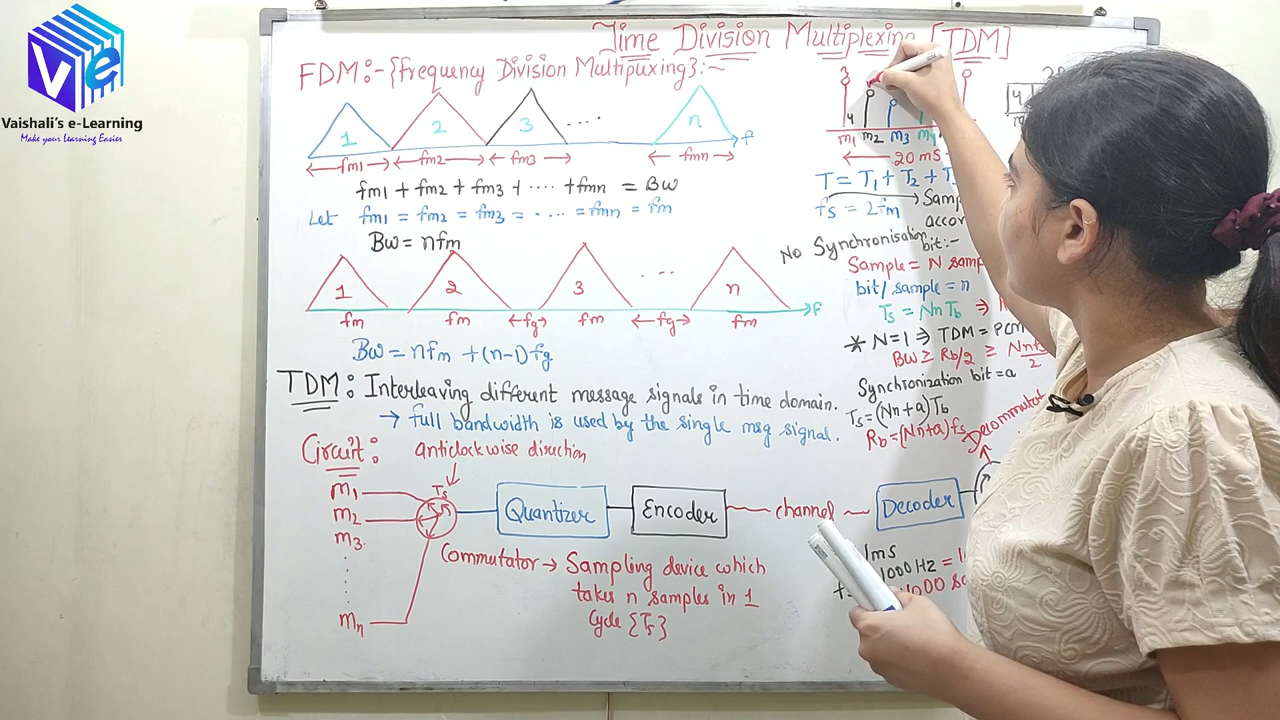 Vaishali's e-Learning
Make your Learning Easier
Time Division Multiplexing [TDM]
FDM:-{frequency Division Multipuxing}:~
1 2 3 .... n f
fm1 fm2 fm3 fmn
fm1 + fm2 + fm3 + .... + fmn = BW
Let fm1 = fm2 = fm3 = .... = fmn = fm
BW = nfm
1 2 3 .... n f
fm fm fg fm fg fm
BW = nfm + (n-1)fg
TDM: Interleaving different message signals in time domain.
→ full bandwidth is used by the single msg signal.
Circuit:
anticlockwise direction
m1
m2
m3
mn
Ts
Quantizer
Encoder
channel
Decoder
Commutator → Sampling device which
takes n samples in 1
Cycle {Ts}
3
4
m1 m2 m3 m4
20 ms
T = T1 + T2 +
fs = 2fm
No Synchronisation
bit:-
Sample = N
bit/sample = n
Ts = NnTb ⇒
* N=1 ⇒ TDM = PCM
BW ≥ Rb/2 ≥
Synchronization bit = a
Ts = (Nn+a)Tb
Rb = (Nn+a)fs
1ms
1000 Hz =